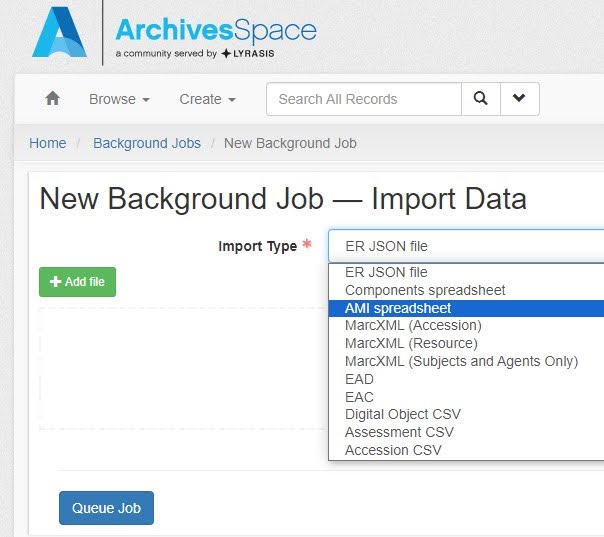 ArchivesSpace
a community served by LYRASIS
Browse Create Search All Records
Home / Background Jobs / New Background Job
New Background Job — Import Data
Import Type * ER JSON file
+ Add file
ER JSON file
Components spreadsheet
AMI spreadsheet
MarcXML (Accession)
MarcXML (Resource)
MarcXML (Subjects and Agents Only)
EAD
EAC
Digital Object CSV
Assessment CSV
Accession CSV
Queue Job